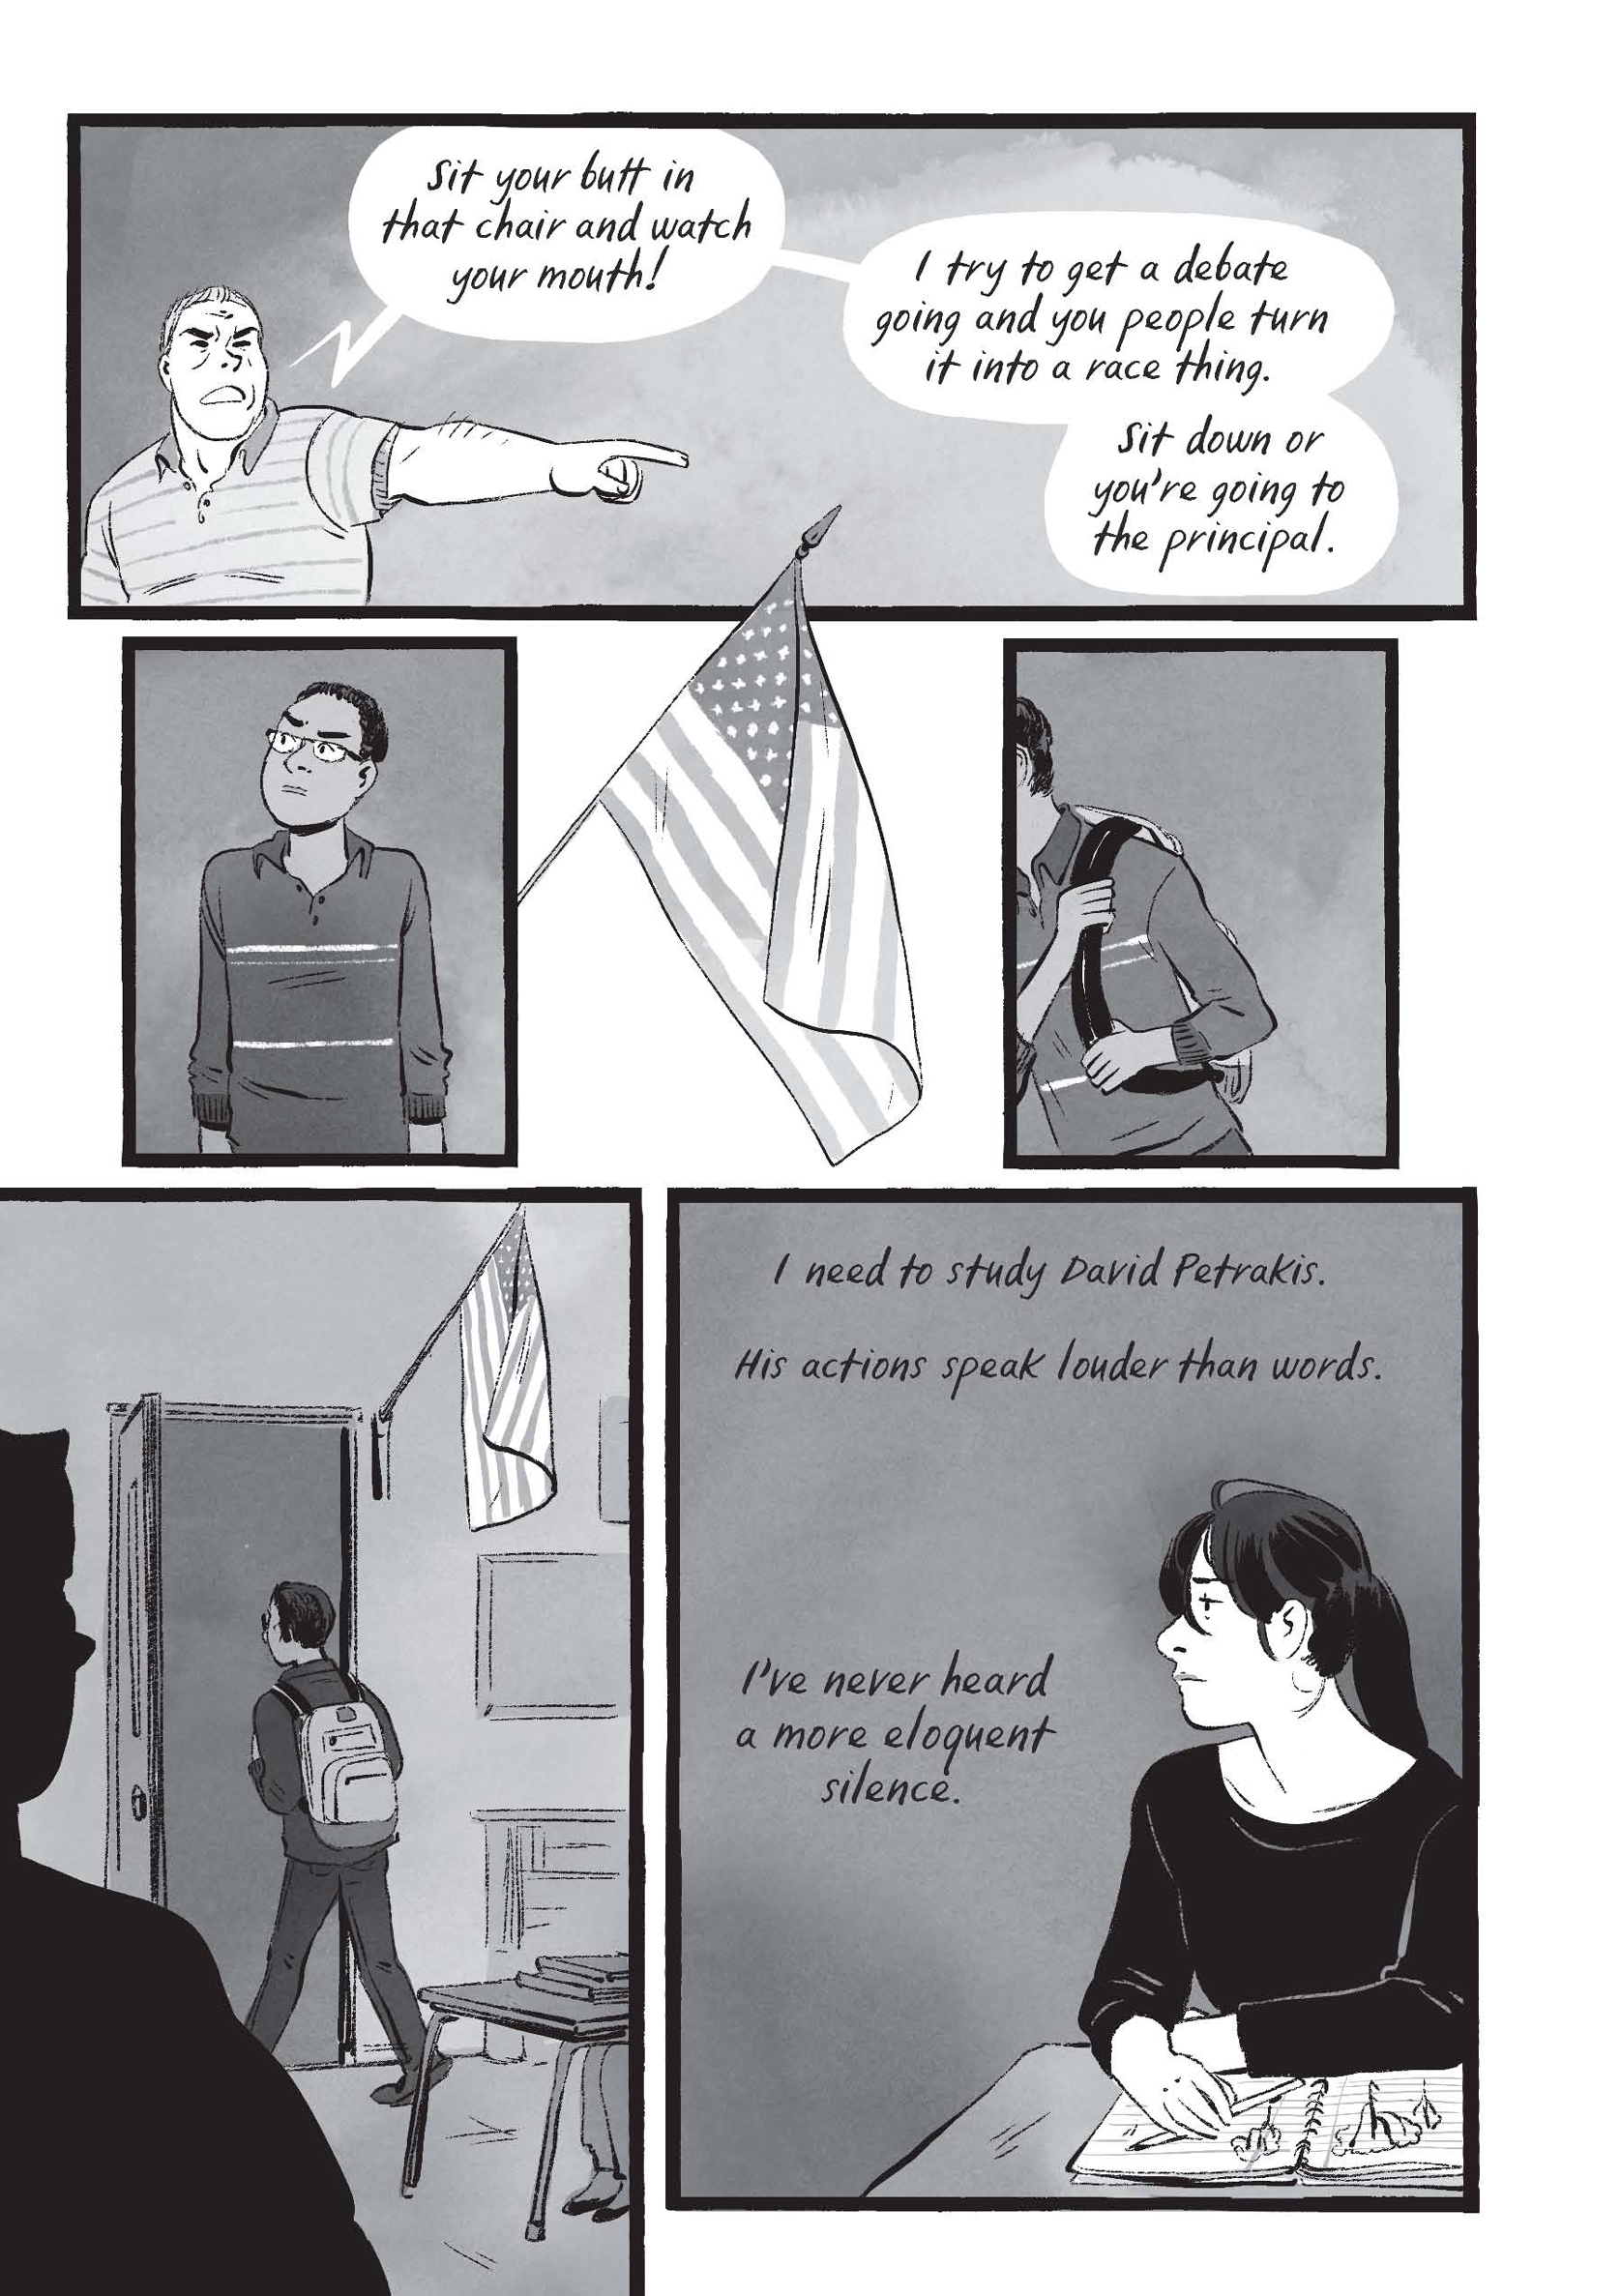 Sit your butt in
that chair and watch
your mouth!
I try to get a debate
going and you people turn
it into a race thing.
Sit down or
you're going to
the principal.
I need to study David Petrakis.
His actions speak louder than words.
I've never heard
a more eloquent
silence.